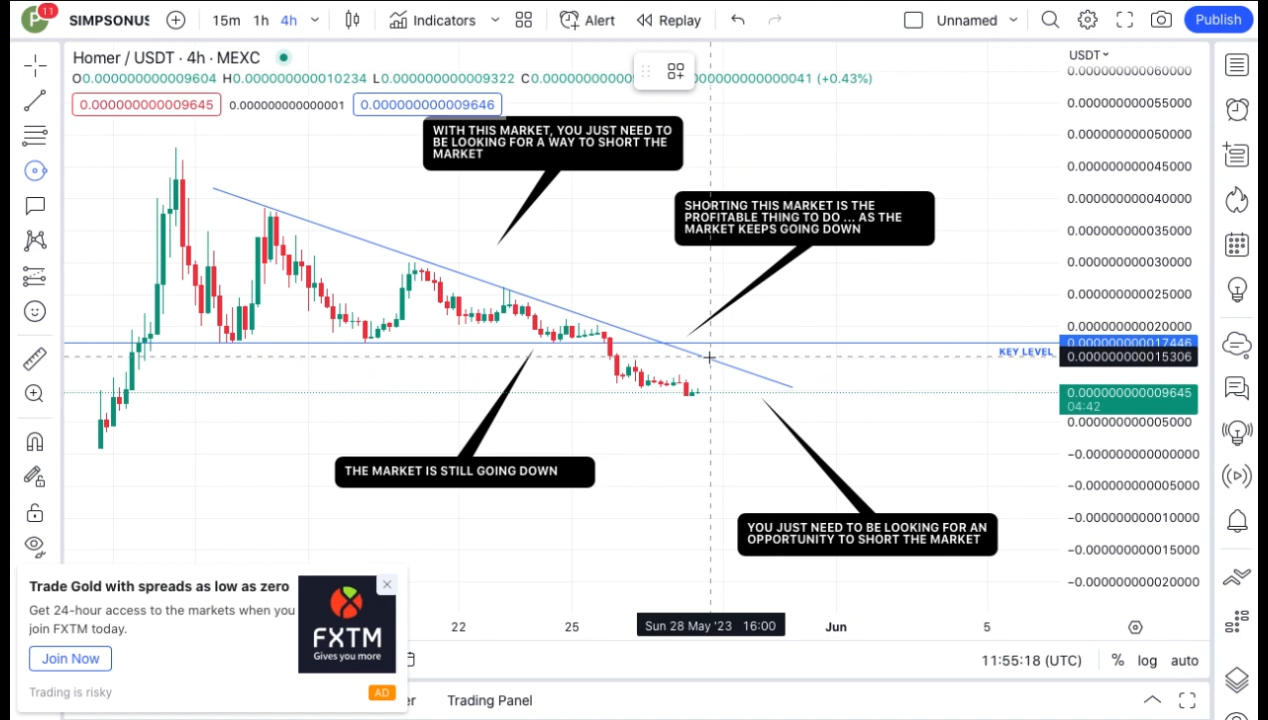 P 11 SIMPSONUS 15m 1h 4h Indicators Alert Replay Unnamed Publish
Homer / USDT · 4h · MEXC
O0.000000000009604 H0.000000000010234 L0.000000000009322 C0.00000000000 000000000000041 (+0.43%)
0.000000000009645 0.000000000000001 0.000000000009646
WITH THIS MARKET, YOU JUST NEED TO
BE LOOKING FOR A WAY TO SHORT THE
MARKET
SHORTING THIS MARKET IS THE
PROFITABLE THING TO DO ... AS THE
MARKET KEEPS GOING DOWN
THE MARKET IS STILL GOING DOWN
YOU JUST NEED TO BE LOOKING FOR AN
OPPORTUNITY TO SHORT THE MARKET
KEY LEVEL
USDT
0.000000000060000
0.000000000055000
0.000000000050000
0.000000000045000
0.000000000040000
0.000000000035000
0.000000000030000
0.000000000025000
0.000000000020000
0.000000000017446
0.000000000015306
0.000000000009645
04:42
0.000000000005000
−0.000000000000000
−0.000000000005000
−0.000000000010000
−0.000000000015000
−0.000000000020000
Trade Gold with spreads as low as zero
Get 24-hour access to the markets when you
join FXTM today.
Join Now
Trading is risky
FXTM
Gives you more
AD
22 25 Sun 28 May '23 16:00 Jun 5
11:55:18 (UTC) % log auto
er Trading Panel